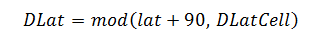 DLat = mod(lat + 90, DLatCell)